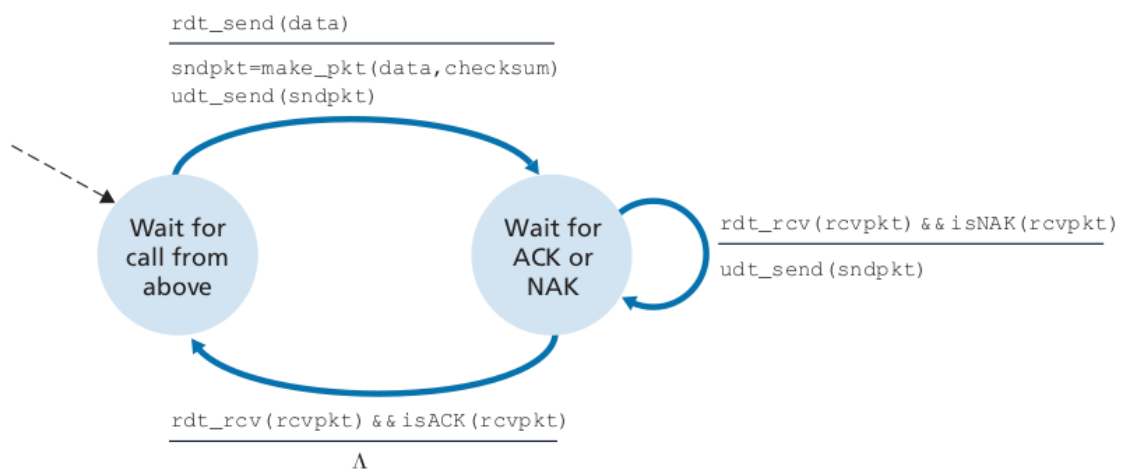 rdt_send(data)
sndpkt=make_pkt(data,checksum)
udt_send(sndpkt)
Wait for
call from
above
Wait for
ACK or
NAK
rdt_rcv(rcvpkt) && isNAK(rcvpkt)
udt_send(sndpkt)
rdt_rcv(rcvpkt) && isACK(rcvpkt)
Λ